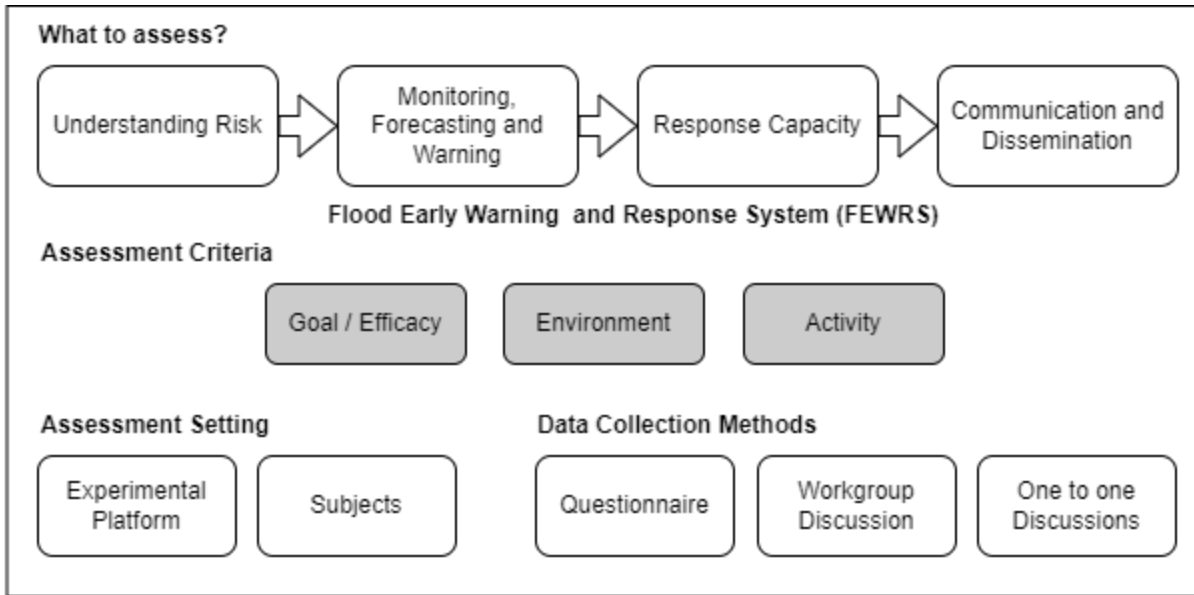 What to assess?
Understanding Risk
Monitoring,
Forecasting and
Warning
Response Capacity
Communication and
Dissemination
Flood Early Warning and Response System (FEWRS)
Assessment Criteria
Goal / Efficacy
Environment
Activity
Assessment Setting
Data Collection Methods
Experimental
Platform
Subjects
Questionnaire
Workgroup
Discussion
One to one
Discussions